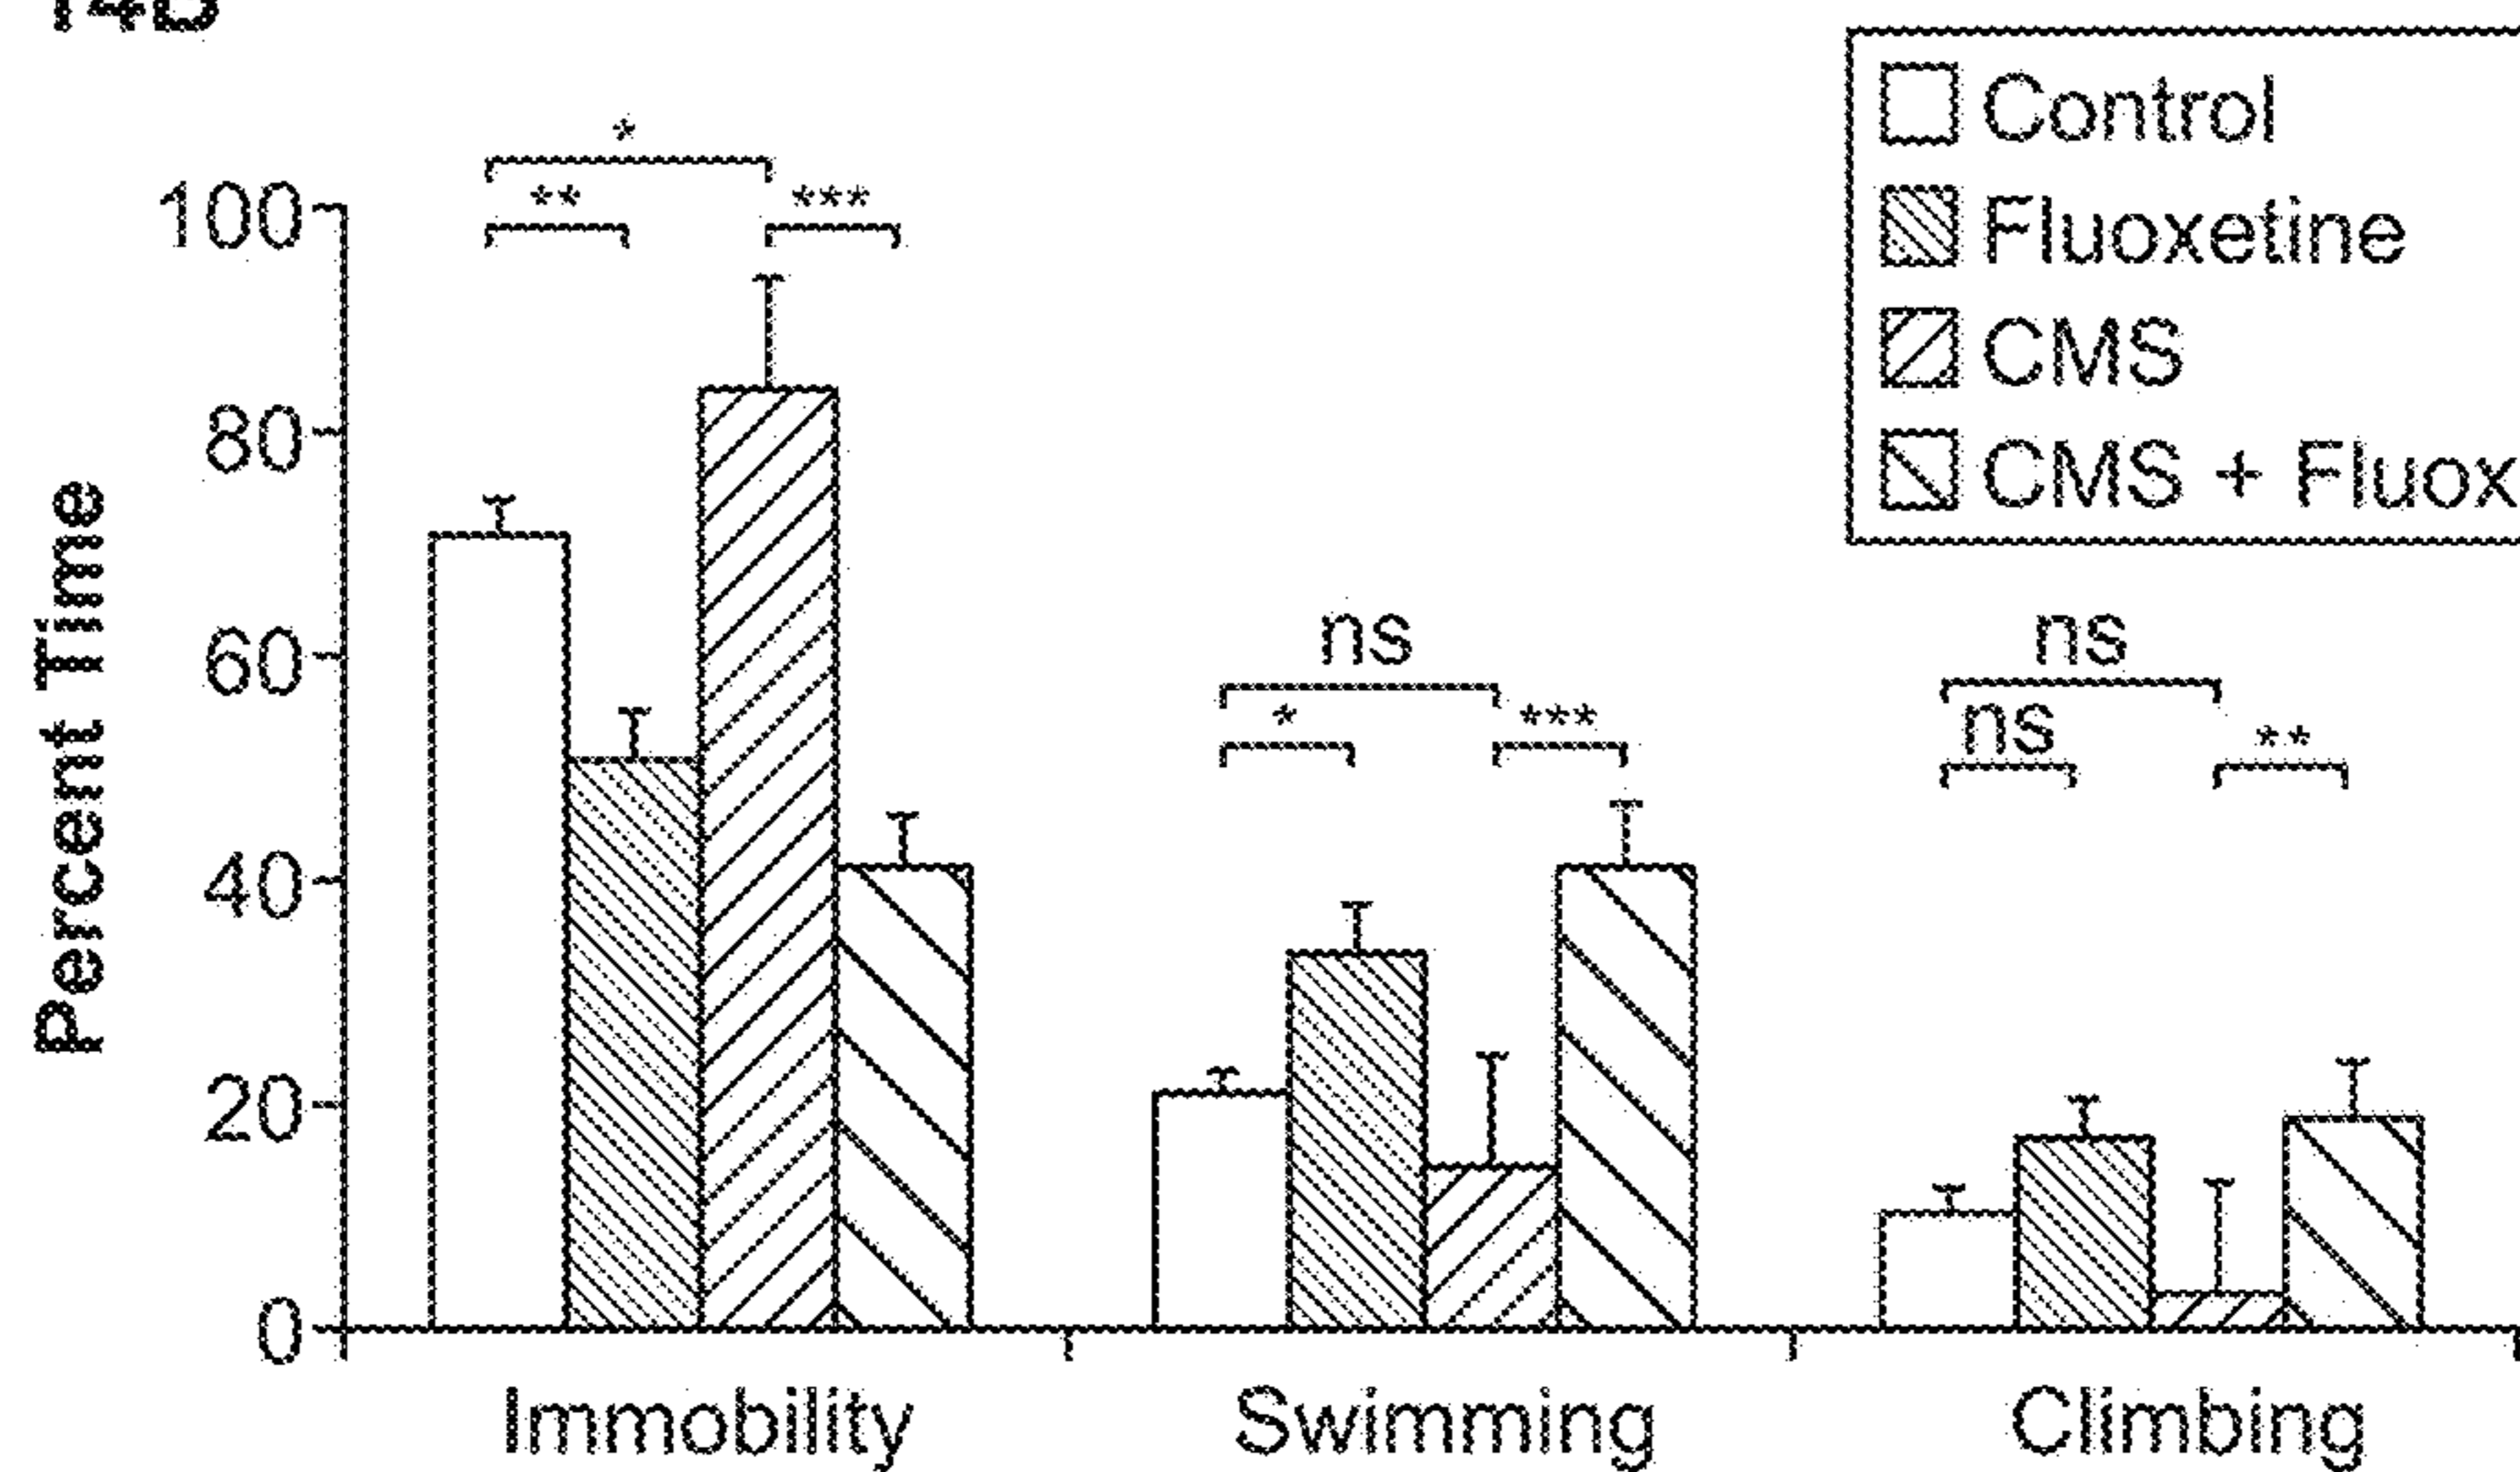 Control
Fluoxetine
CMS
CMS + Fluox
*
** ***
100
80
60
40
20
0
Percent Time
ns
* ***
ns
ns **
Immobility Swimming Climbing